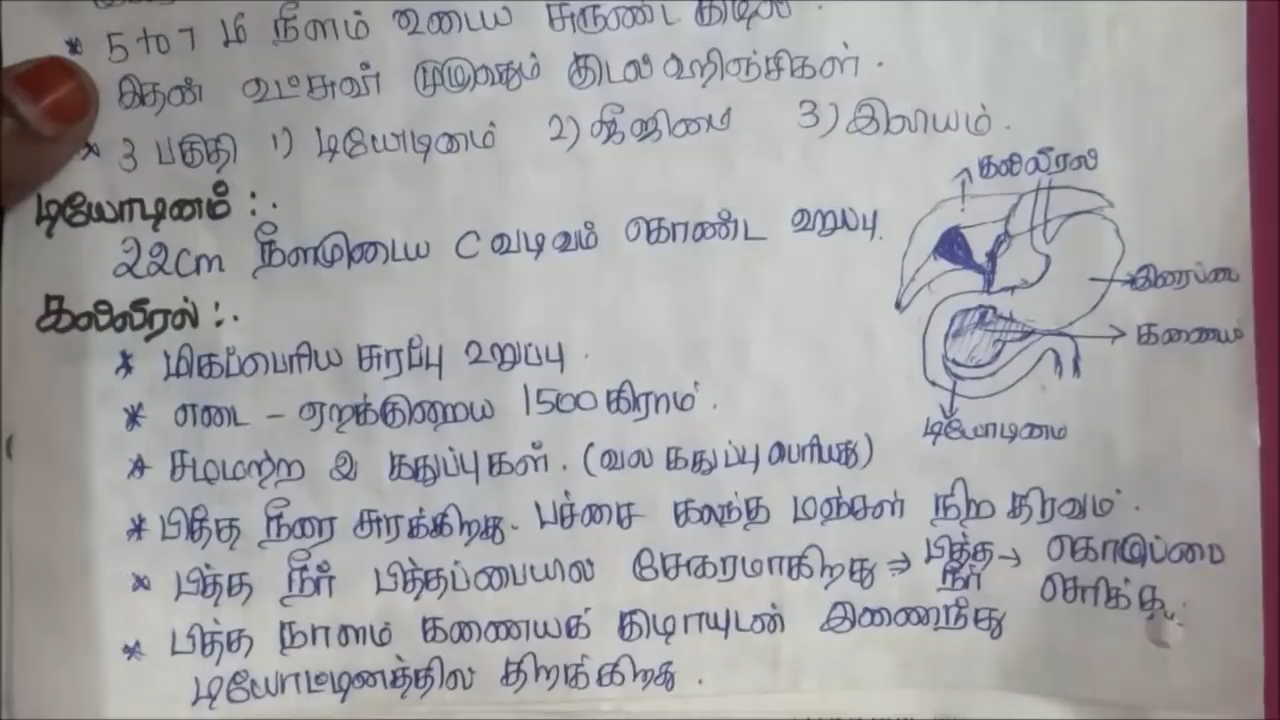 * 5 to 7 மீ நீளம் உடைய சுருண்ட குழல்.
இதன் உட்சுவர் முழுவதும் குடல் உறிஞ்சிகள்.
* 3 பகுதி 1) டியோடினம் 2) ஜீஜினம் 3) இலியம்.
டியோடினம் :.
22cm நீளமுடைய C வடிவம் கொண்ட உறுப்பு.
கல்லீரல் :.
* மிகப்பெரிய சுரப்பு உறுப்பு.
* எடை - ஏறக்குறைய 1500 கிராம்.
* சமமற்ற 2 கதுப்புகள். (வல கதுப்பு பெரியது)
* பித்த நீரை சுரக்கிறது. பச்சை கலந்த மஞ்சள் நிற திரவம்.
* பித்த நீர் பித்தப்பையில் சேகரமாகிறது ⇒ பித்த நீர் → கொழுப்பை செரிக்க
* பித்த நாளம் கணையக் குழாயுடன் இணைந்து
டியோடினத்தில் திறக்கிறது.
கல்லீரல்
இரைப்பை
கணையம்
டியோடினம்